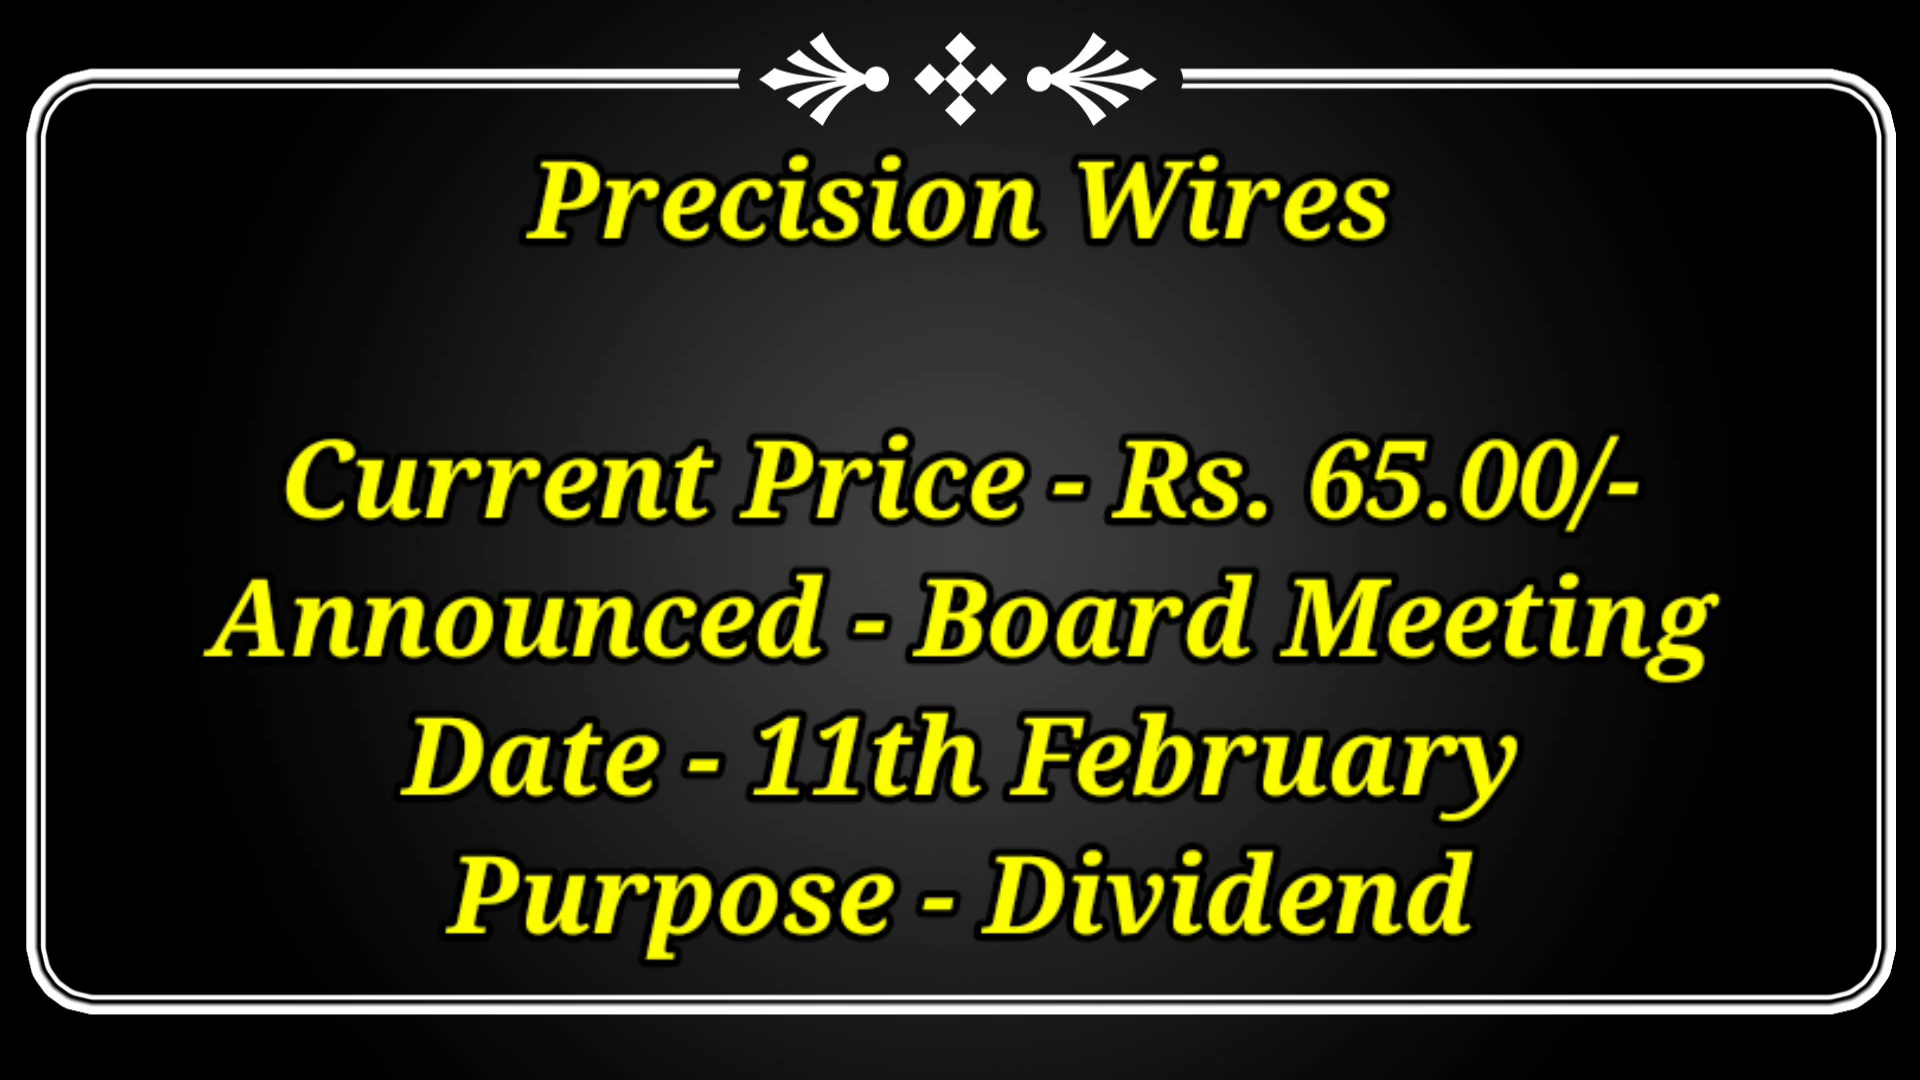 Precision Wires
Current Price - Rs. 65.00/-
Announced - Board Meeting
Date - 11th February
Purpose - Dividend